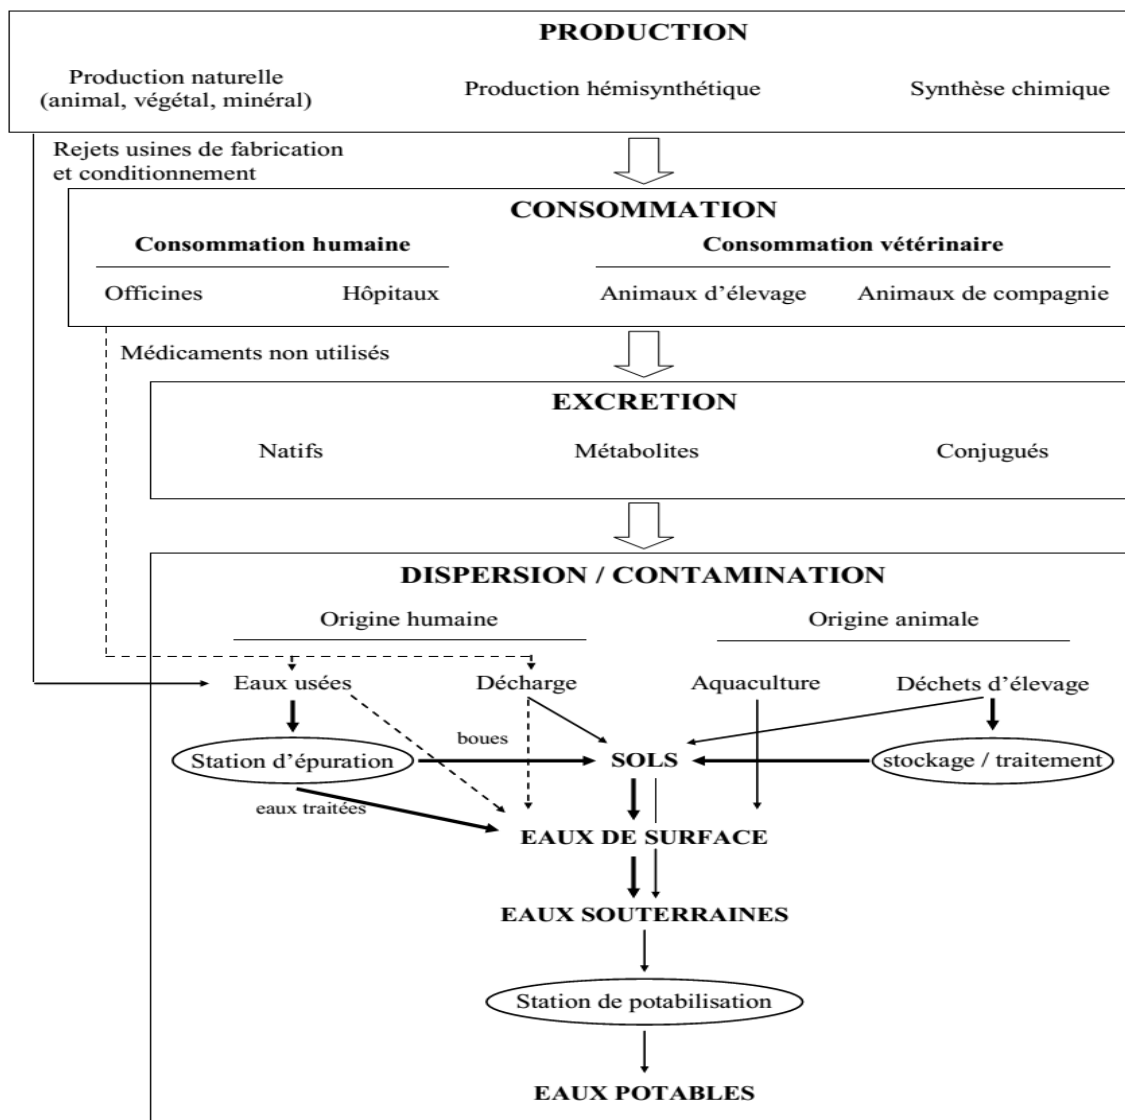 PRODUCTION
Production naturelle
(animal, végétal, minéral)
Production hémisynthétique
Synthèse chimique
Rejets usines de fabrication
et conditionnement
CONSOMMATION
Consommation humaine
Consommation vétérinaire
Officines
Hôpitaux
Animaux d'élevage
Animaux de compagnie
Médicaments non utilisés
EXCRETION
Natifs
Métabolites
Conjugués
DISPERSION / CONTAMINATION
Origine humaine
Origine animale
Eaux usées
Décharge
Aquaculture
Déchets d'élevage
boues
Station d'épuration
SOLS
stockage / traitement
eaux traitées
EAUX DE SURFACE
EAUX SOUTERRAINES
Station de potabilisation
EAUX POTABLES